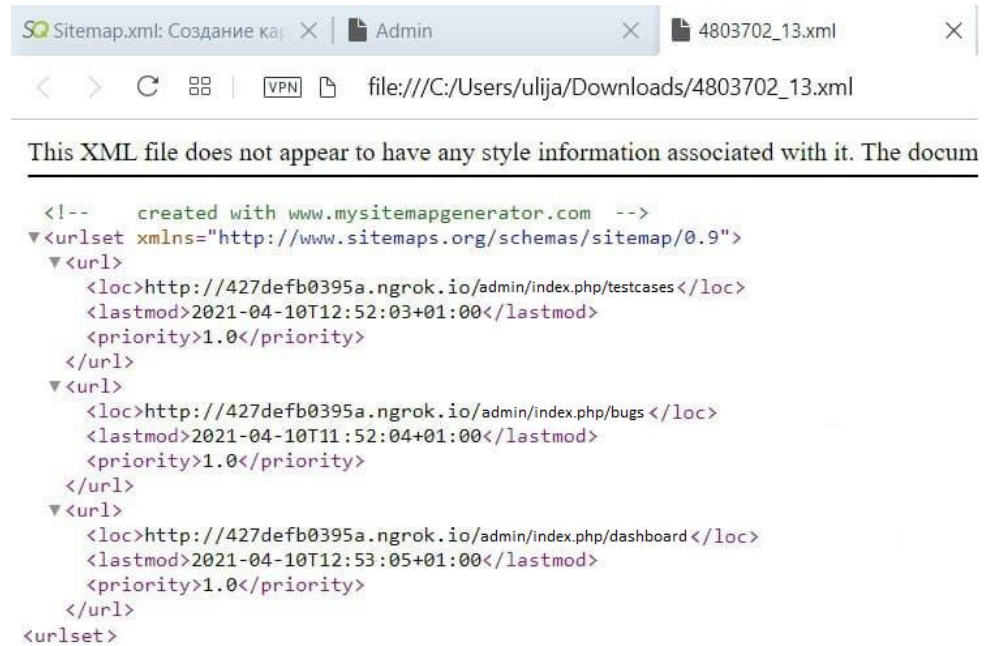 SQ Sitemap.xml: Создание кар Admin 4803702_13.xml
VPN file:///C:/Users/ulija/Downloads/4803702_13.xml
This XML file does not appear to have any style information associated with it. The docum
<!-- created with www.mysitemapgenerator.com -->
▼<urlset xmlns="http://www.sitemaps.org/schemas/sitemap/0.9">
▼<url>
<loc>http://427defb0395a.ngrok.io/admin/index.php/testcases</loc>
<lastmod>2021-04-10T12:52:03+01:00</lastmod>
<priority>1.0</priority>
</url>
▼<url>
<loc>http://427defb0395a.ngrok.io/admin/index.php/bugs </loc>
<lastmod>2021-04-10T11:52:04+01:00</lastmod>
<priority>1.0</priority>
</url>
▼<url>
<loc>http://427defb0395a.ngrok.io/admin/index.php/dashboard </loc>
<lastmod>2021-04-10T12:53:05+01:00</lastmod>
<priority>1.0</priority>
</url>
<urlset>